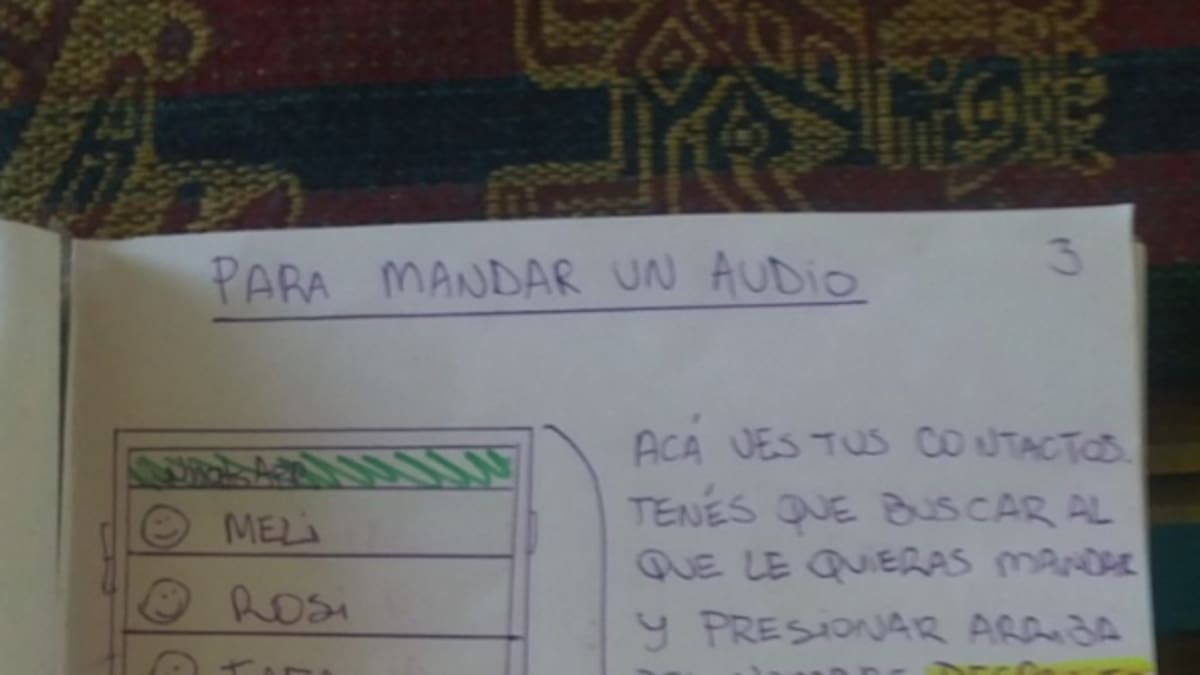 PARA MANDAR UN AUDIO
3
WHATSAPP
MELI
ROSI
ACÁ VES TUS CONTACTOS.
TENÉS QUE BUSCAR AL
QUE LE QUIERAS MANDAR
Y PRESIONAR ARRIBA